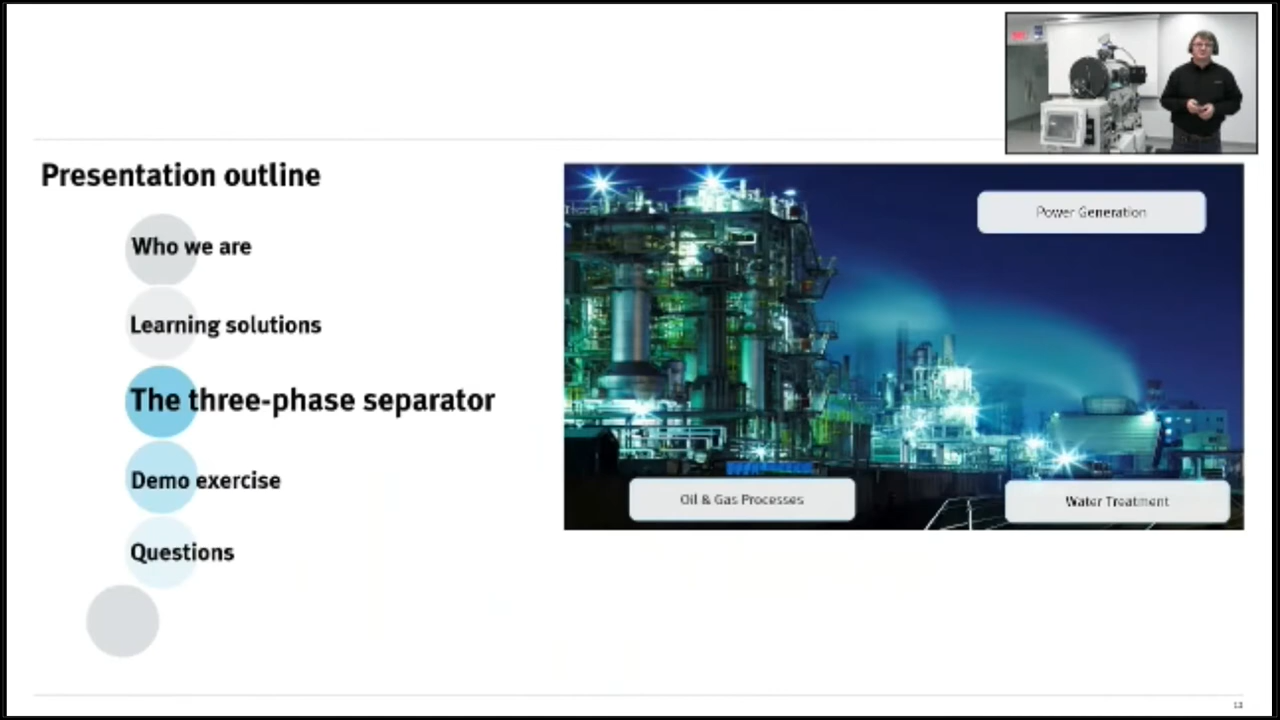 Presentation outline
Who we are
Learning solutions
The three-phase separator
Demo exercise
Questions
Power Generation
Oil & Gas Processes
Water Treatment